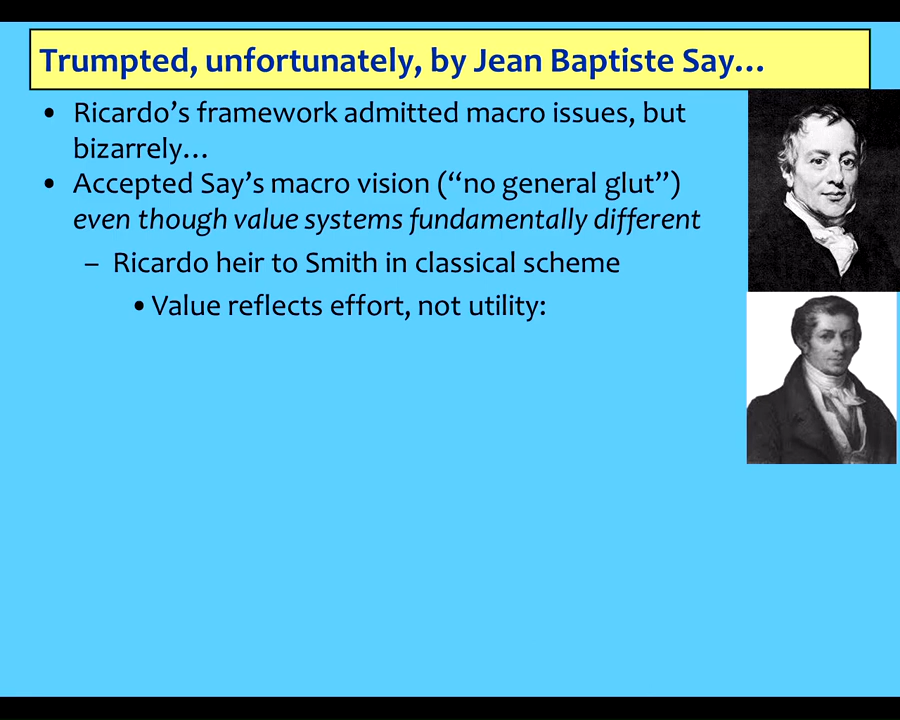 Trumpted, unfortunately, by Jean Baptiste Say…
• Ricardo’s framework admitted macro issues, but
bizarrely…
• Accepted Say’s macro vision (“no general glut”)
even though value systems fundamentally different
– Ricardo heir to Smith in classical scheme
• Value reflects effort, not utility: